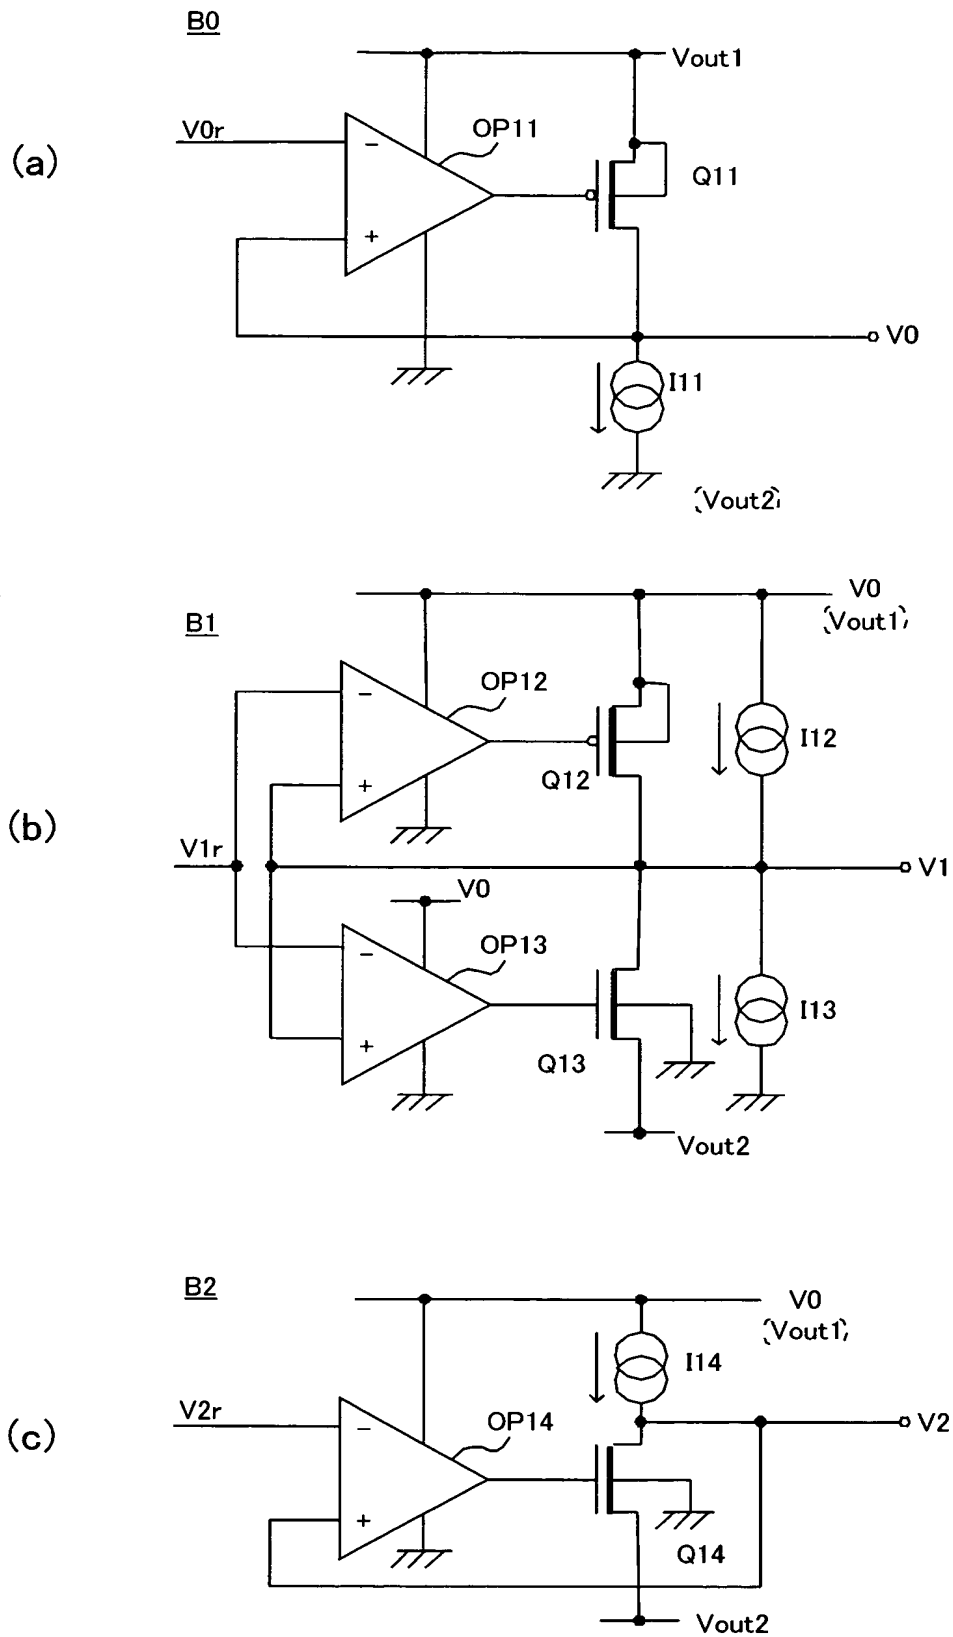 B0
Vout1
V0r
−
OP11
Q11
(a)
+
V0
I11
(Vout2)
V0
B1
(Vout1)
OP12
−
I12
Q12
+
(b)
V1r
V1
V0
OP13
−
I13
+
Q13
Vout2
B2
V0
(Vout1)
I14
V2r
OP14
−
V2
(c)
+
Q14
Vout2